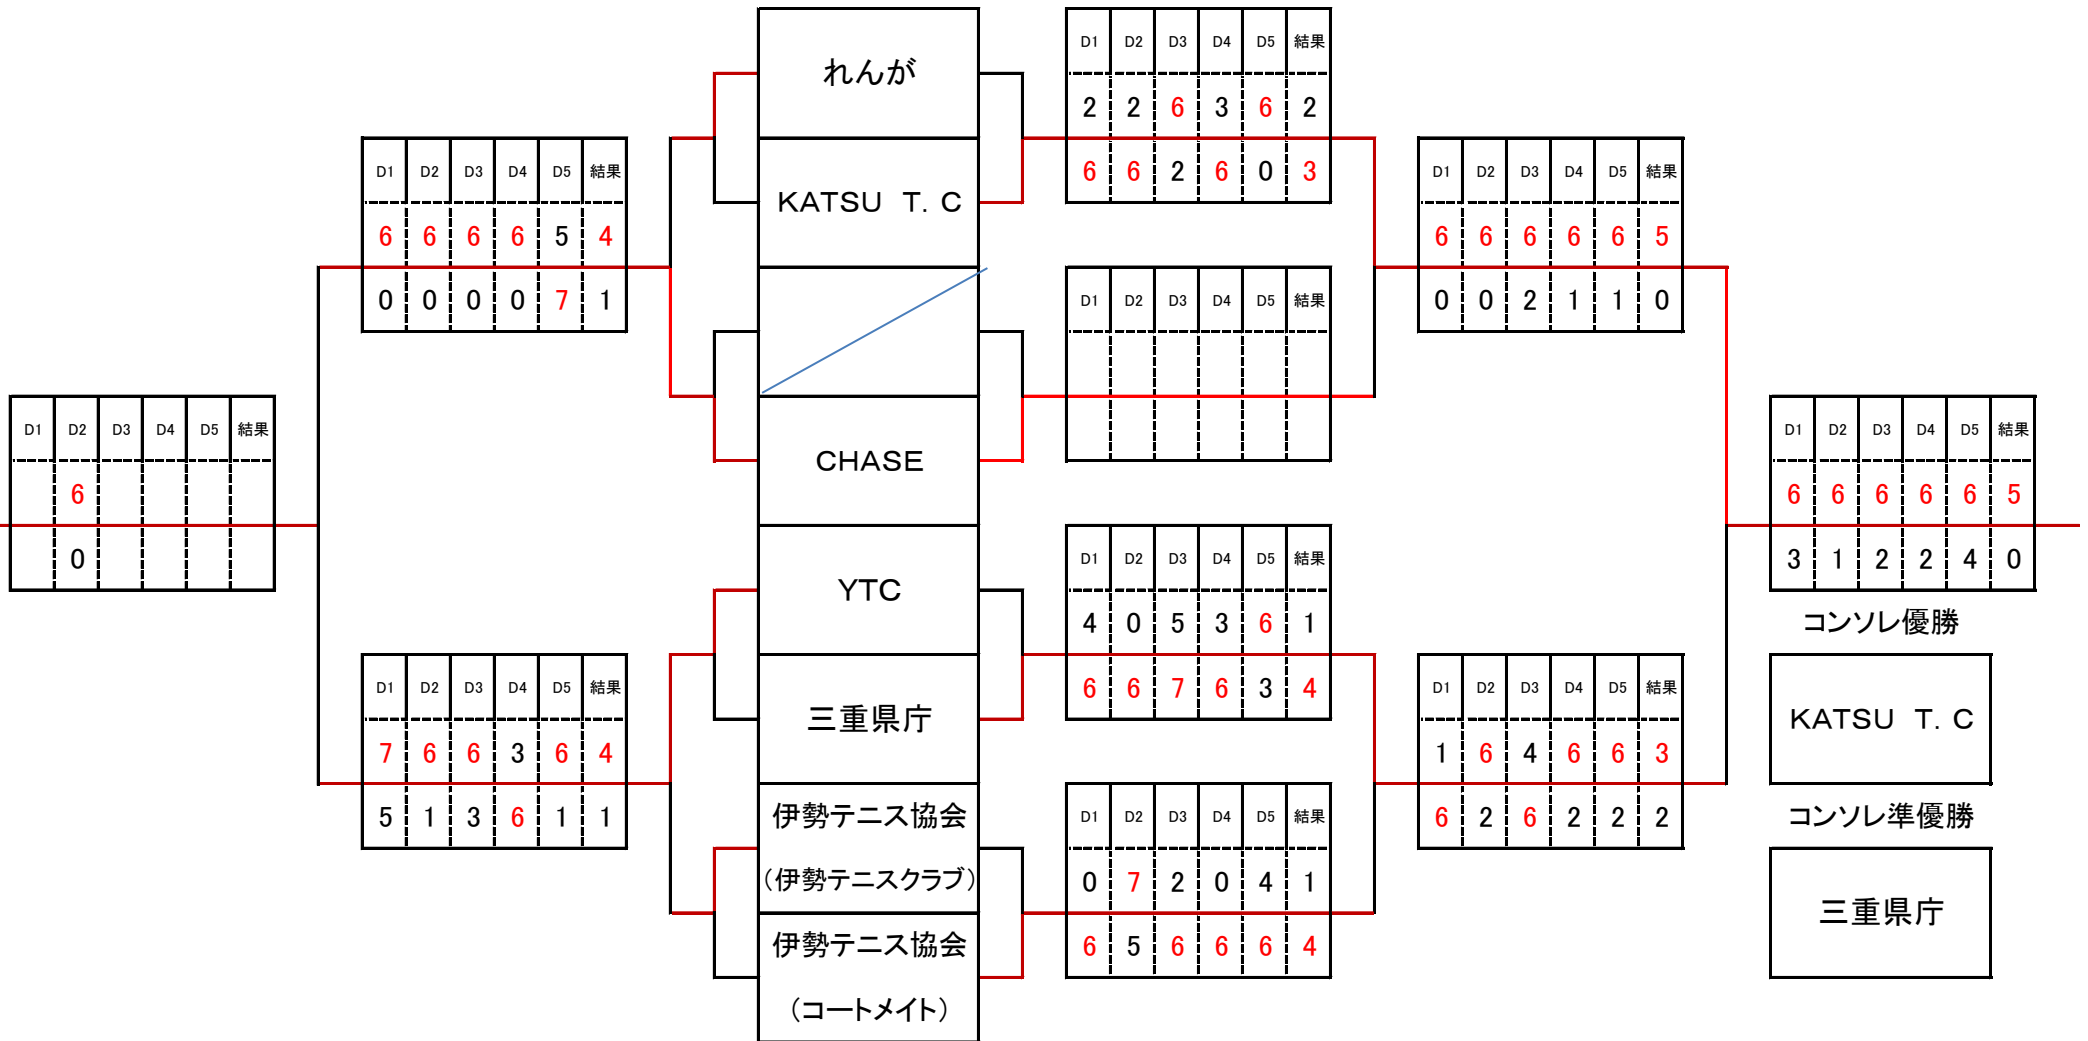 れんが
KATSU T. C
CHASE
YTC
三重県庁
伊勢テニス協会
(伊勢テニスクラブ)
伊勢テニス協会
(コートメイト)
D1 D2 D3 D4 D5 結果
6 6 6 6 5 4
0 0 0 0 7 1
D1 D2 D3 D4 D5 結果
6
0
D1 D2 D3 D4 D5 結果
7 6 6 3 6 4
5 1 3 6 1 1
D1 D2 D3 D4 D5 結果
2 2 6 3 6 2
6 6 2 6 0 3
D1 D2 D3 D4 D5 結果
D1 D2 D3 D4 D5 結果
4 0 5 3 6 1
6 6 7 6 3 4
D1 D2 D3 D4 D5 結果
0 7 2 0 4 1
6 5 6 6 6 4
D1 D2 D3 D4 D5 結果
6 6 6 6 6 5
0 0 2 1 1 0
D1 D2 D3 D4 D5 結果
1 6 4 6 6 3
6 2 6 2 2 2
D1 D2 D3 D4 D5 結果
6 6 6 6 6 5
3 1 2 2 4 0
コンソレ優勝
KATSU T. C
コンソレ準優勝
三重県庁